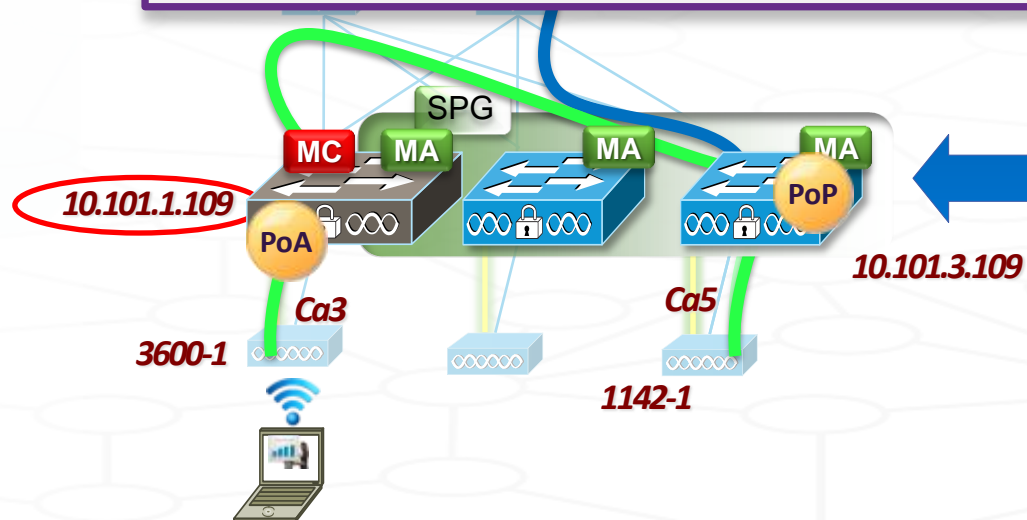 SPG
MC
MA
MA
MA
10.101.1.109
PoP
PoA
10.101.3.109
Ca3
Ca5
3600-1
1142-1